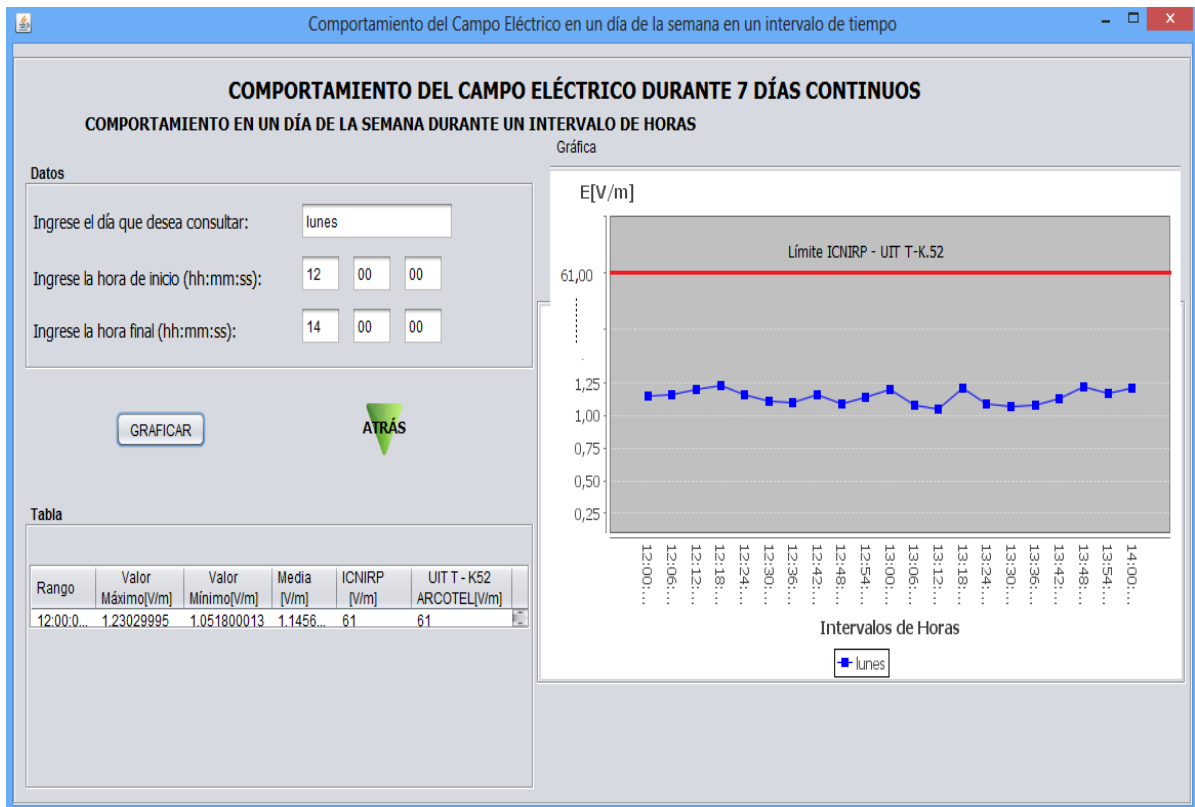 Comportamiento del Campo Eléctrico en un día de la semana en un intervalo de tiempo
COMPORTAMIENTO DEL CAMPO ELÉCTRICO DURANTE 7 DÍAS CONTINUOS
COMPORTAMIENTO EN UN DÍA DE LA SEMANA DURANTE UN INTERVALO DE HORAS
Datos
Ingrese el día que desea consultar: lunes
Ingrese la hora de inicio (hh:mm:ss): 12 00 00
Ingrese la hora final (hh:mm:ss): 14 00 00
GRAFICAR
ATRÁS
Tabla
Rango Valor Máximo[V/m] Valor Mínimo[V/m] Media [V/m] ICNIRP [V/m] UIT T - K52 ARCOTEL[V/m]
12:00:0... 1.23029995 1.051800013 1.1456... 61 61
Gráfica
E[V/m]
Límite ICNIRP - UIT T-K.52
61,00
1,25
1,00
0,75
0,50
0,25
12:00:...
12:06:...
12:12:...
12:18:...
12:24:...
12:30:...
12:36:...
12:42:...
12:48:...
12:54:...
13:00:...
13:06:...
13:12:...
13:18:...
13:24:...
13:30:...
13:36:...
13:42:...
13:48:...
13:54:...
14:00:...
Intervalos de Horas
lunes